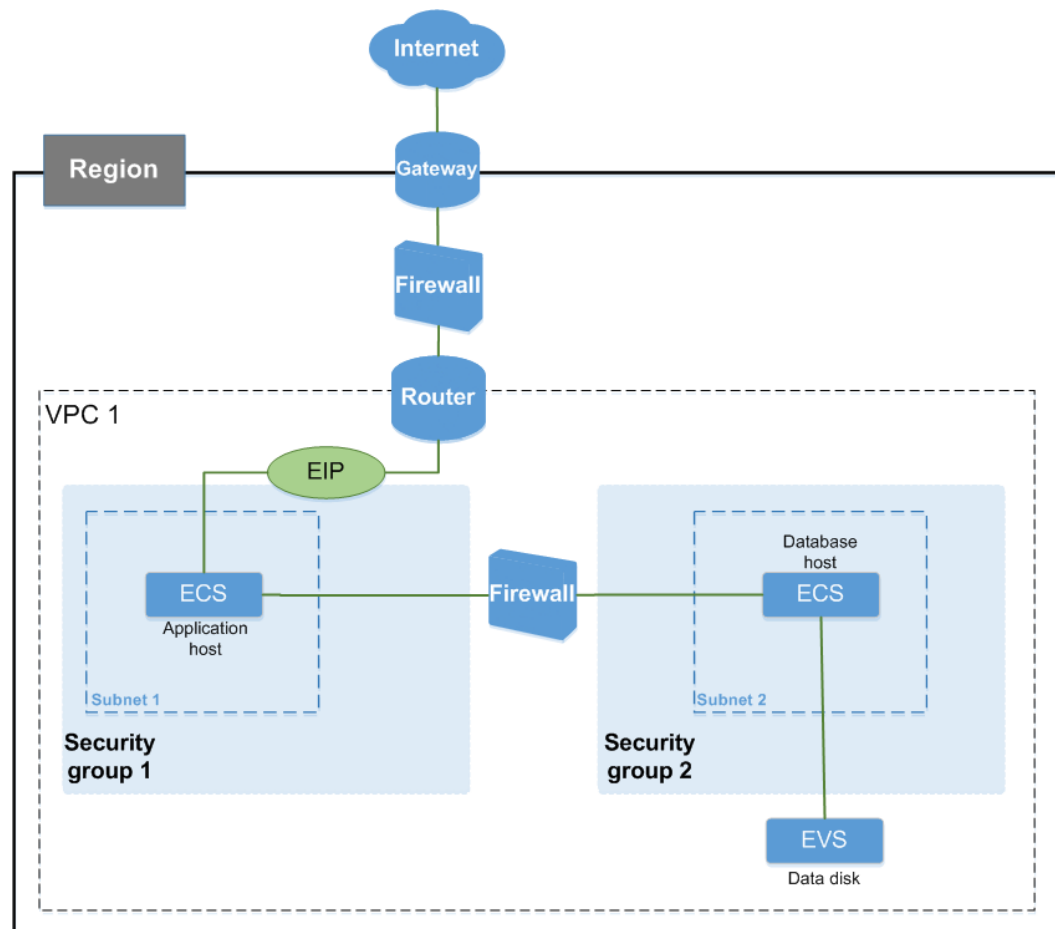 Internet
Region
Gateway
Firewall
Router
VPC 1
EIP
ECS
Application
host
Subnet 1
Security
group 1
Firewall
Database
host
ECS
Subnet 2
Security
group 2
EVS
Data disk